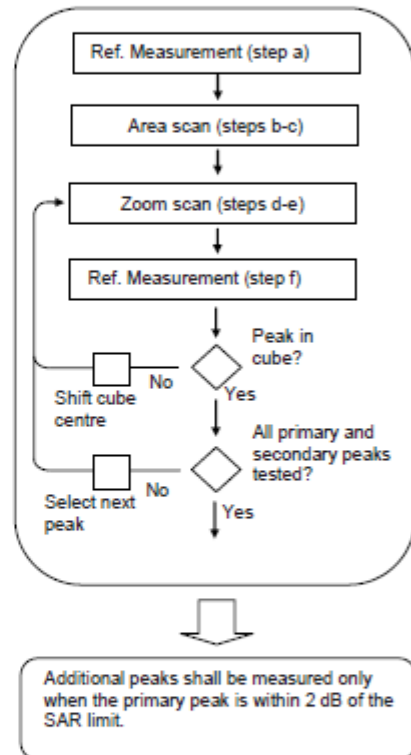 Ref. Measurement (step a)
Area scan (steps b-c)
Zoom scan (steps d-e)
Ref. Measurement (step f)
Peak in
cube?
No
Shift cube
centre
Yes
All primary and
secondary peaks
tested?
No
Select next
peak
Yes
Additional peaks shall be measured only
when the primary peak is within 2 dB of the
SAR limit.